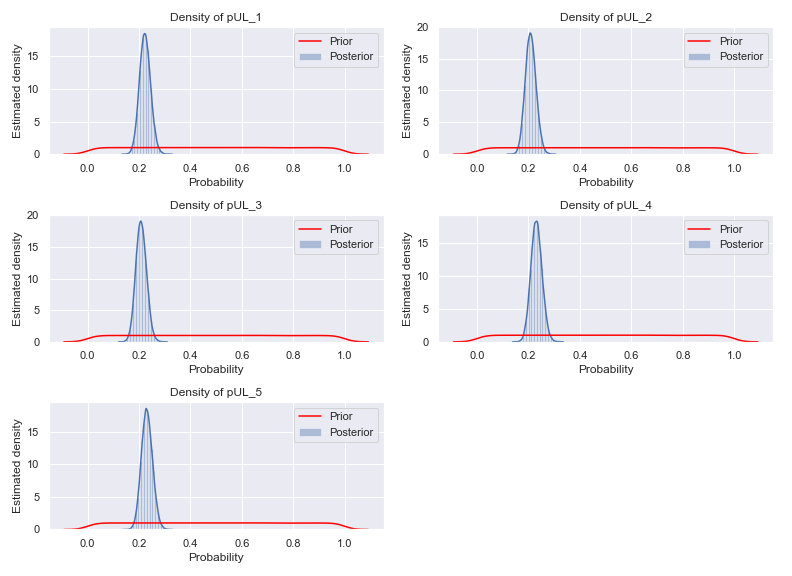 Density of pUL_1
Estimated density
15
10
5
0
0.0 0.2 0.4 0.6 0.8 1.0
Probability
Prior
Posterior
Density of pUL_2
Estimated density
20
15
10
5
0
0.0 0.2 0.4 0.6 0.8 1.0
Probability
Prior
Posterior
Density of pUL_3
Estimated density
20
15
10
5
0
0.0 0.2 0.4 0.6 0.8 1.0
Probability
Prior
Posterior
Density of pUL_4
Estimated density
15
10
5
0
0.0 0.2 0.4 0.6 0.8 1.0
Probability
Prior
Posterior
Density of pUL_5
Estimated density
15
10
5
0
0.0 0.2 0.4 0.6 0.8 1.0
Probability
Prior
Posterior